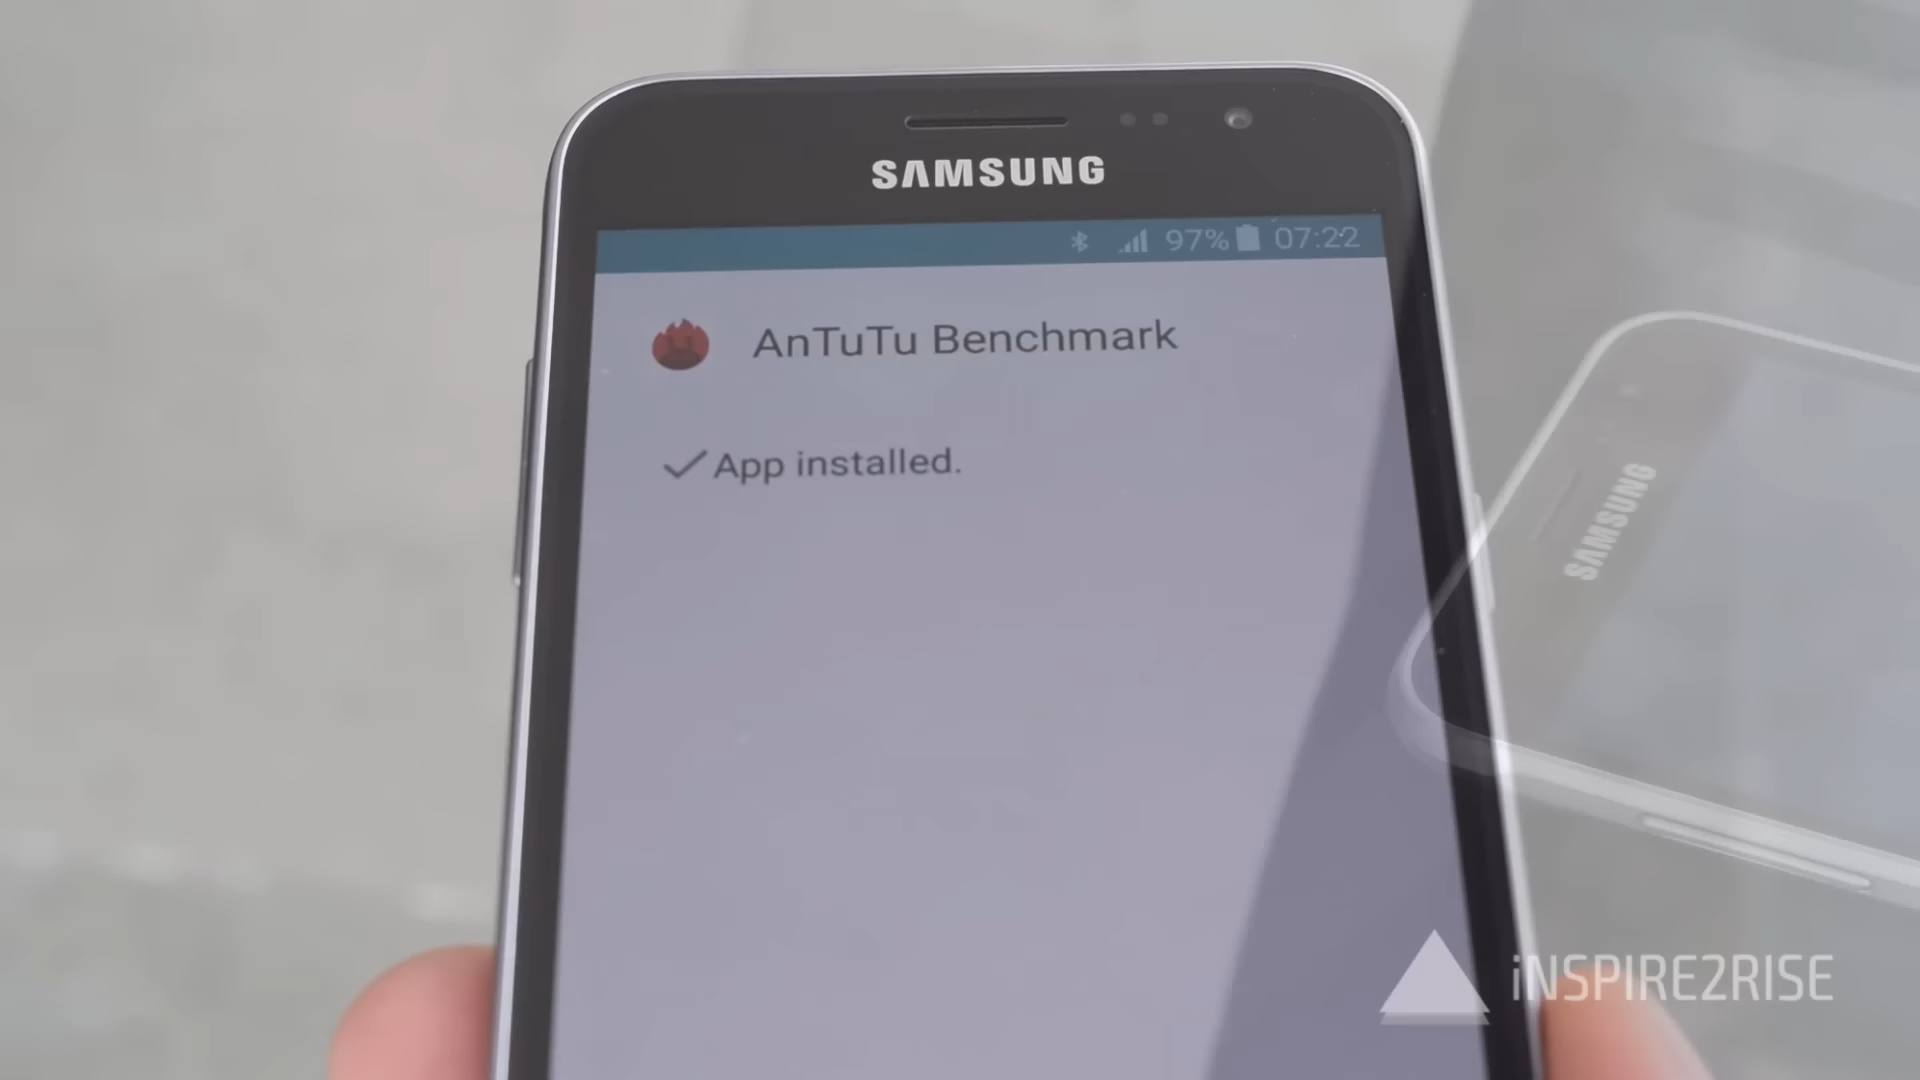 SAMSUNG
97% 07:22
AnTuTu Benchmark
App installed.
SAMSUNG
iNSPIRE2RISE